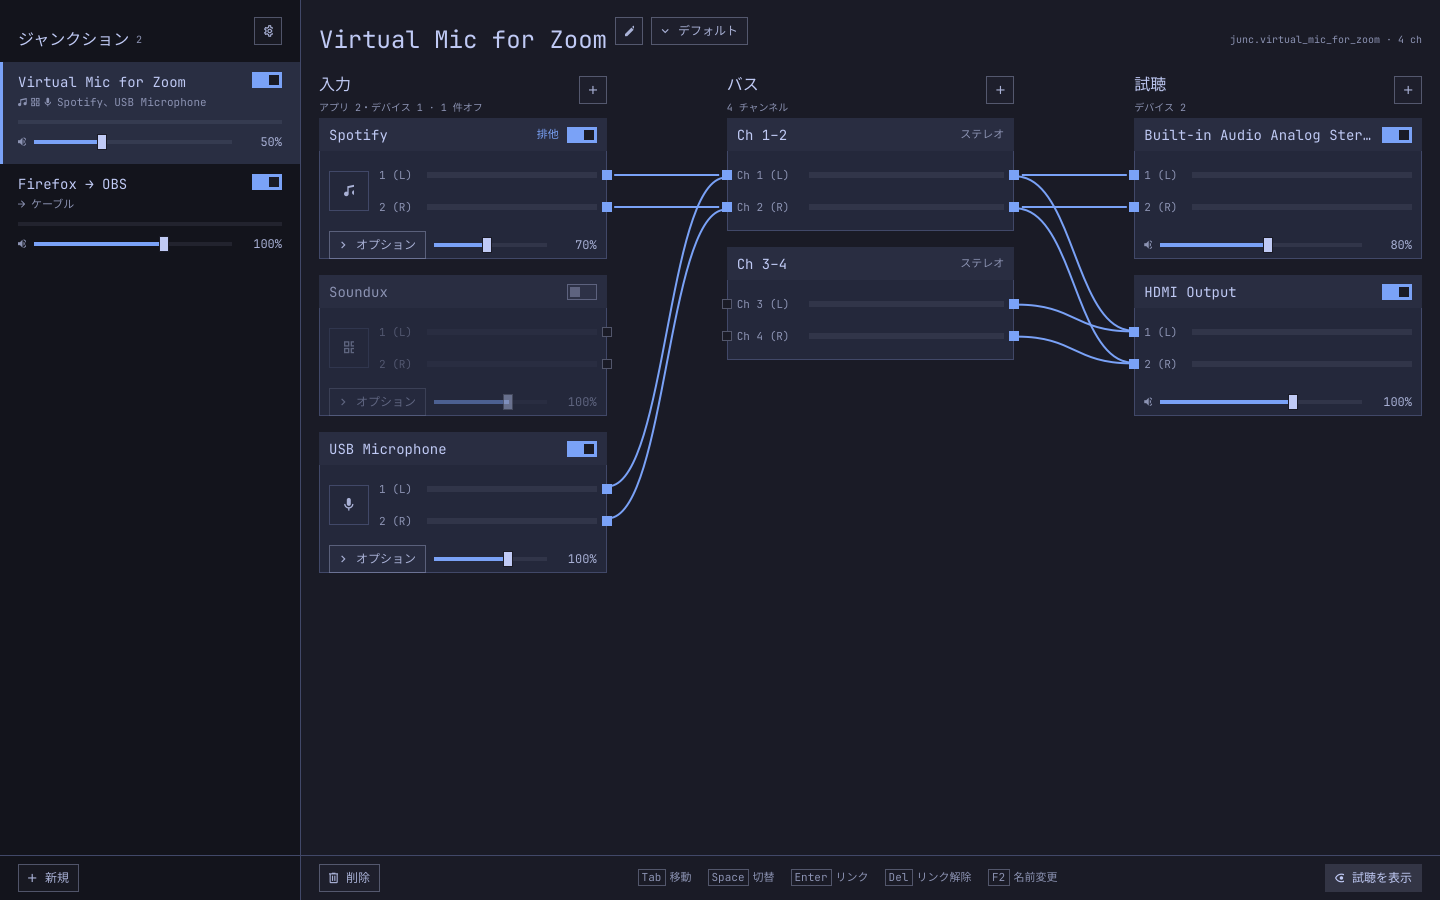 ジャンクション 2
Virtual Mic for Zoom
Spotify、USB Microphone
50%
Firefox → OBS
→ ケーブル
100%
+ 新規
Virtual Mic for Zoom
デフォルト
junc.virtual_mic_for_zoom · 4 ch
入力
アプリ 2・デバイス 1 · 1 件オフ
Spotify
排他
1 (L)
2 (R)
オプション
70%
Soundux
1 (L)
2 (R)
オプション
100%
USB Microphone
1 (L)
2 (R)
オプション
100%
バス
4 チャンネル
Ch 1–2
ステレオ
Ch 1 (L)
Ch 2 (R)
Ch 3–4
ステレオ
Ch 3 (L)
Ch 4 (R)
試聴
デバイス 2
Built-in Audio Analog Ster…
1 (L)
2 (R)
80%
HDMI Output
1 (L)
2 (R)
100%
削除
Tab 移動 Space 切替 Enter リンク Del リンク解除 F2 名前変更
試聴を表示